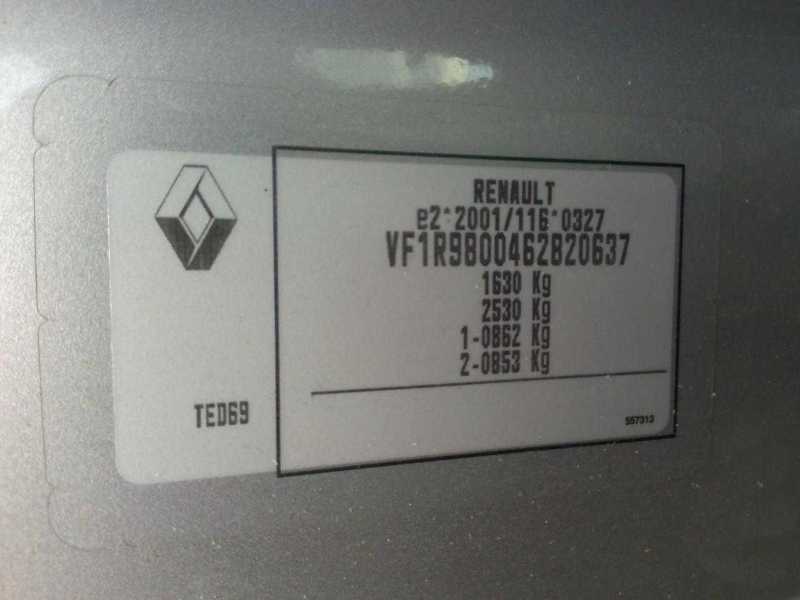 RENAULT
e2*2001/116*0327
VF1R9800462820637
1630 Kg
2530 Kg
1-0862 Kg
2-0853 Kg
TED69
557313